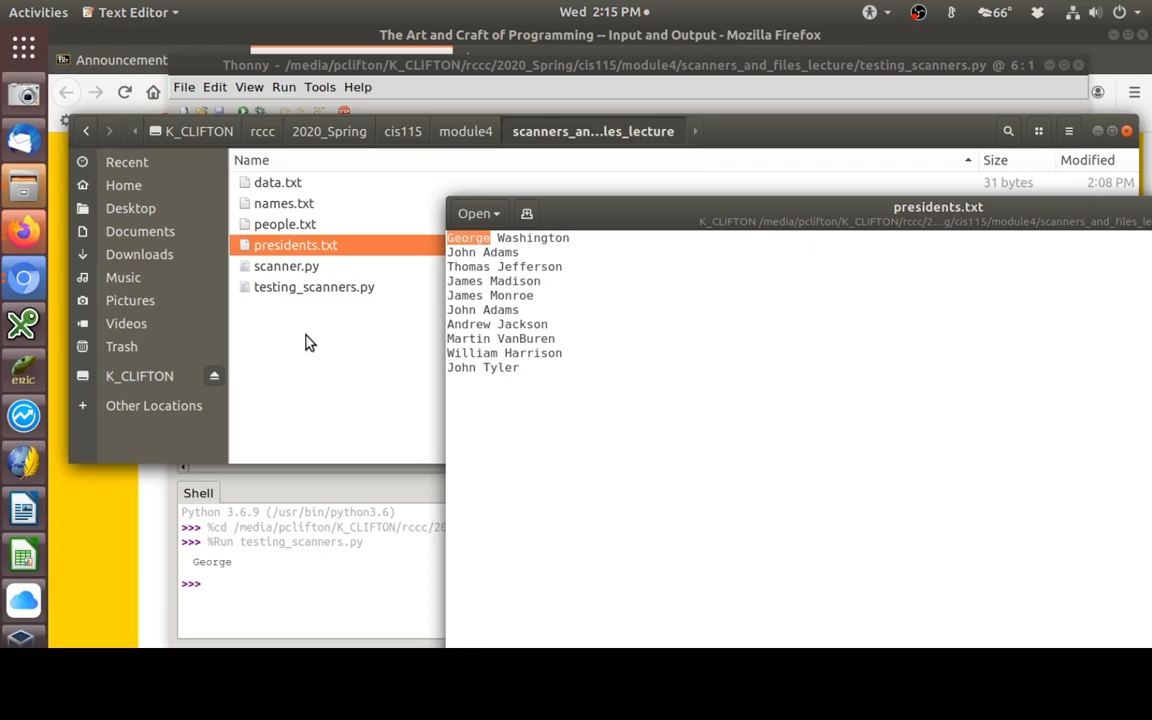 Activities Text Editor Wed 2:15 PM 66°
The Art and Craft of Programming -- Input and Output - Mozilla Firefox
Announcement
Thonny - /media/pclifton/K_CLIFTON/rccc/2020_Spring/cis115/module4/scanners_and_files_lecture/testing_scanners.py @ 6:1
File Edit View Run Tools Help
K_CLIFTON rccc 2020_Spring cis115 module4 scanners_an...les_lecture
Name Size Modified
Recent
Home
Desktop
Documents
Downloads
Music
Pictures
Videos
Trash
K_CLIFTON
Other Locations
data.txt 31 bytes 2:08 PM
names.txt
people.txt
presidents.txt
scanner.py
testing_scanners.py
Open
presidents.txt
K_CLIFTON /media/pclifton/K_CLIFTON/rccc/2...g/cis115/module4/scanners_and_files_le
George Washington
John Adams
Thomas Jefferson
James Madison
James Monroe
John Adams
Andrew Jackson
Martin VanBuren
William Harrison
John Tyler
Shell
Python 3.6.9 (/usr/bin/python3.6)
>>> %cd /media/pclifton/K_CLIFTON/rccc/20
>>> %Run testing_scanners.py
George
>>>
eric